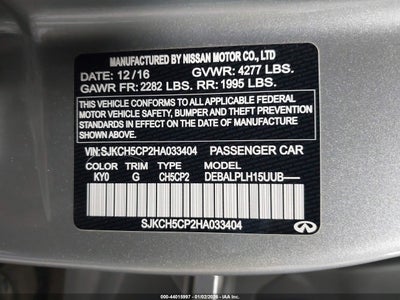 MANUFACTURED BY NISSAN MOTOR CO., LTD
DATE: 12/16 GVWR: 4277 LBS.
GAWR FR: 2282 LBS. RR: 1995 LBS.
THIS VEHICLE CONFORMS TO ALL APPLICABLE FEDERAL
MOTOR VEHICLE SAFETY, BUMPER AND THEFT PREVENTION
STANDARDS IN EFFECT ON THE DATE OF MANUFACTURE
SHOWN ABOVE.
VIN: SJKCH5CP2HA033404 PASSENGER CAR
COLOR TRIM TYPE MODEL
KY0 G CH5CP2 DEBALPLH15UUB——
SJKCH5CP2HA033404
ID: 000-44015997 | 01/02/2026 | IAA, LLC